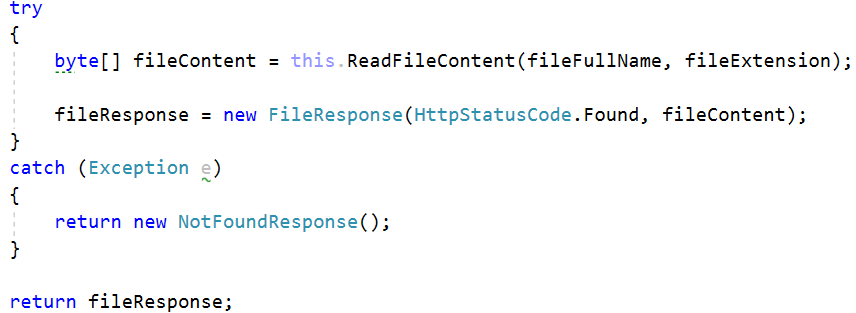 try
{
    byte[] fileContent = this.ReadFileContent(fileFullName, fileExtension);
    fileResponse = new FileResponse(HttpStatusCode.Found, fileContent);
}
catch (Exception e)
{
    return new NotFoundResponse();
}
return fileResponse;